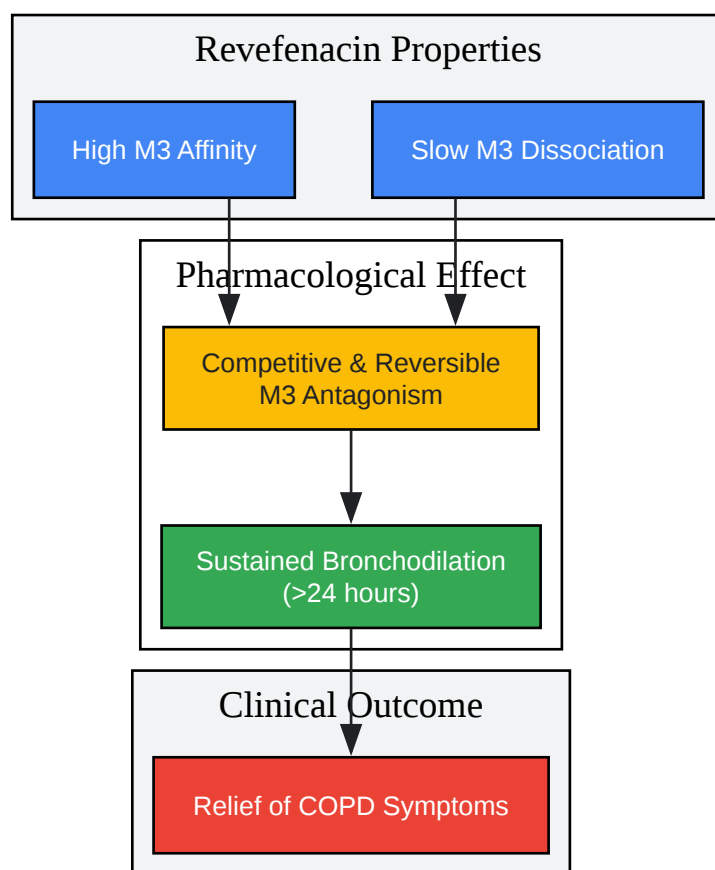 Revefenacin Properties
High M3 Affinity
Slow M3 Dissociation
Pharmacological Effect
Competitive & Reversible
M3 Antagonism
Sustained Bronchodilation
(>24 hours)
Clinical Outcome
Relief of COPD Symptoms